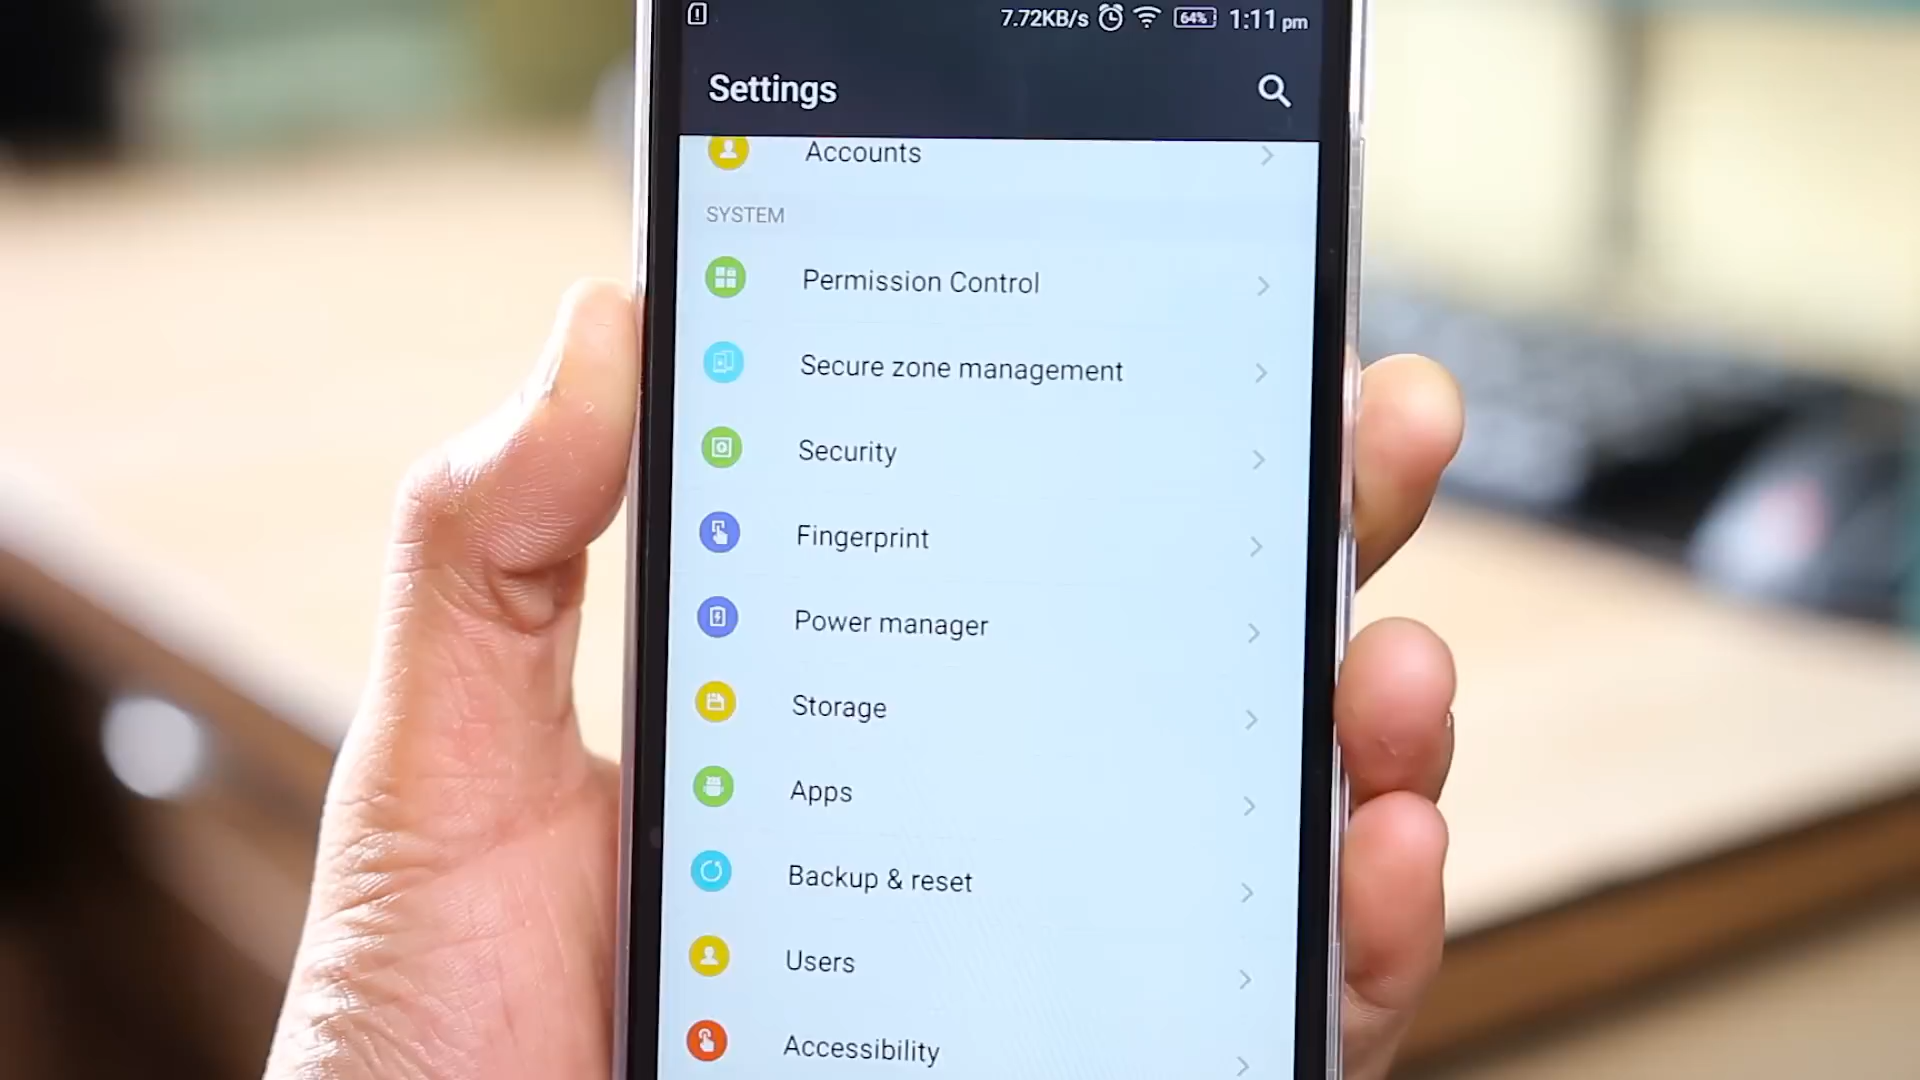 7.72KB/s 64% 1:11 pm
Settings
Accounts
SYSTEM
Permission Control
Secure zone management
Security
Fingerprint
Power manager
Storage
Apps
Backup & reset
Users
Accessibility